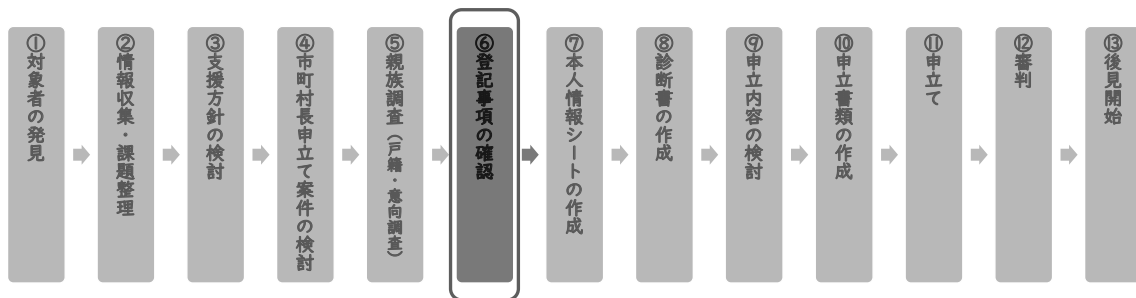 ①対象者の発見
②情報収集・課題整理
③支援方針の検討
④市町村長申立て案件の検討
⑤親族調査(戸籍・意向調査)
⑥登記事項の確認
⑦本人情報シートの作成
⑧診断書の作成
⑨申立内容の検討
⑩申立書類の作成
⑪申立て
⑫審判
⑬後見開始